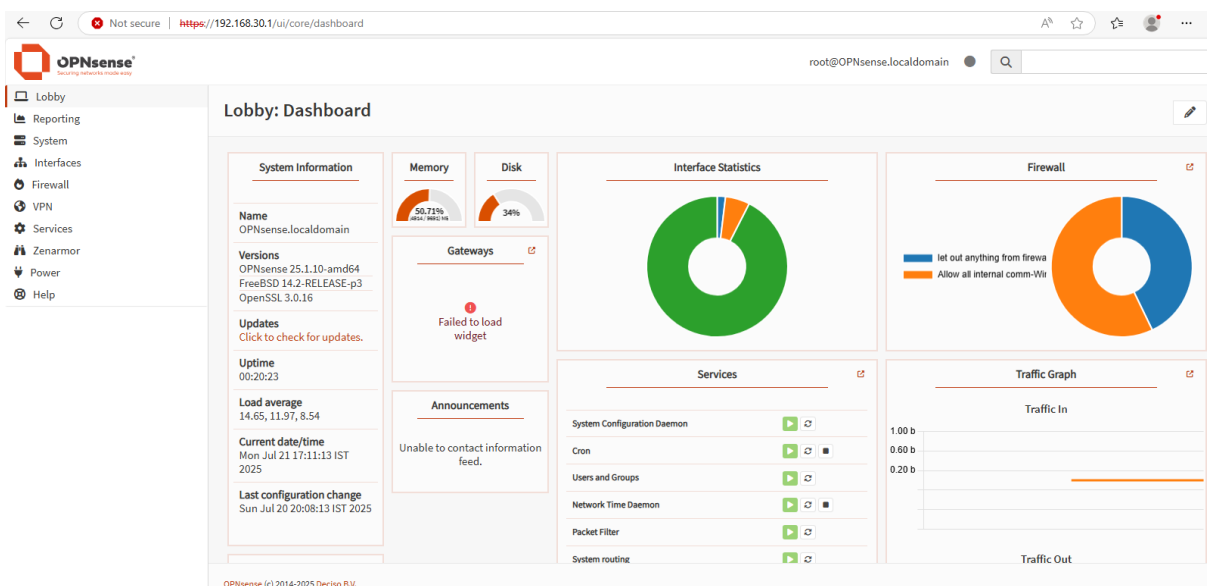 Not secure
https://192.168.30.1/ui/core/dashboard
OPNsense
Securing networks made easy
root@OPNsense.localdomain
Lobby
Reporting
System
Interfaces
Firewall
VPN
Services
Zenarmor
Power
Help
Lobby: Dashboard
System Information
Name
OPNsense.localdomain
Versions
OPNsense 25.1.10-amd64
FreeBSD 14.2-RELEASE-p3
OpenSSL 3.0.16
Updates
Click to check for updates.
Uptime
00:20:23
Load average
14.65, 11.97, 8.54
Current date/time
Mon Jul 21 17:11:13 IST
2025
Last configuration change
Sun Jul 20 20:08:13 IST 2025
Memory
50.71%
Disk
34%
Gateways
Failed to load
widget
Announcements
Unable to contact information
feed.
Interface Statistics
Services
System Configuration Daemon
Cron
Users and Groups
Network Time Daemon
Packet Filter
System routing
Firewall
let out anything from firewa
Allow all internal comm-Wir
Traffic Graph
Traffic In
1.00 b
0.60 b
0.20 b
Traffic Out
OPNsense (c) 2014-2025 Deciso B.V.